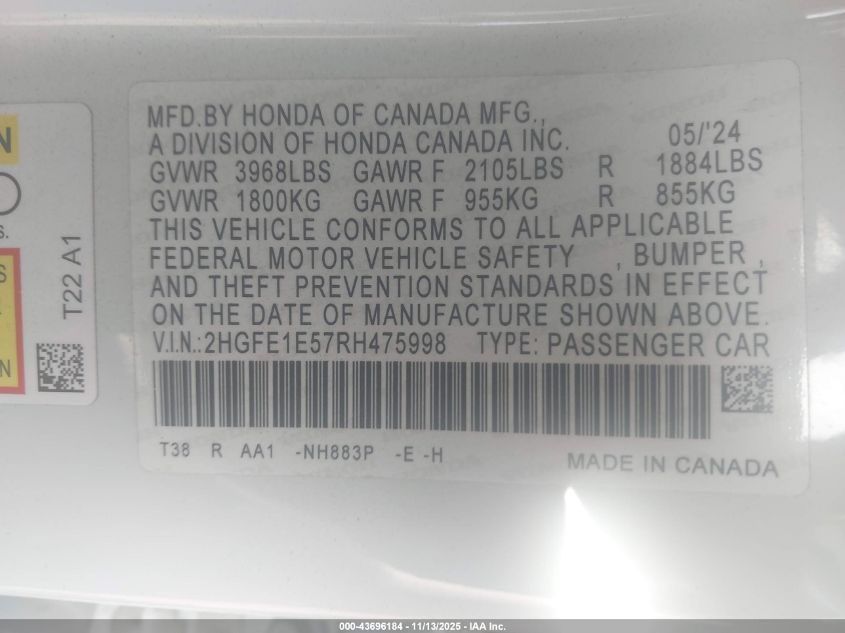 MFD.BY HONDA OF CANADA MFG.,
A DIVISION OF HONDA CANADA INC. 05/'24
GVWR 3968LBS GAWR F 2105LBS R 1884LBS
GVWR 1800KG GAWR F 955KG R 855KG
THIS VEHICLE CONFORMS TO ALL APPLICABLE
FEDERAL MOTOR VEHICLE SAFETY , BUMPER ,
AND THEFT PREVENTION STANDARDS IN EFFECT
ON THE DATE OF MANUFACTURE SHOWN ABOVE.
V.I.N.:2HGFE1E57RH475998 TYPE: PASSENGER CAR
T38 R AA1 -NH883P -E -H
MADE IN CANADA
T22 A1
000-43696184 - 11/13/2025 - IAA Inc.